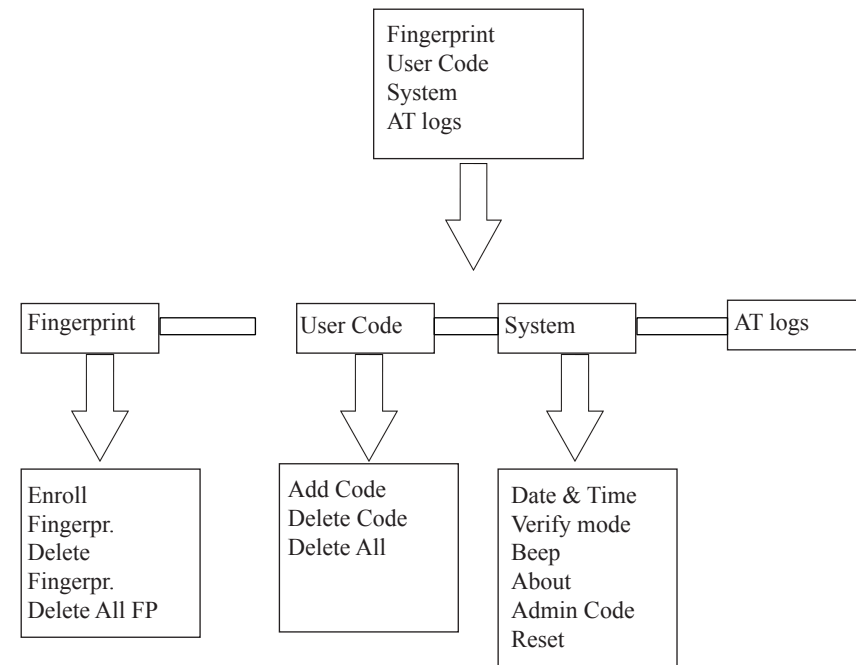 Fingerprint
User Code
System
AT logs
Fingerprint
User Code
System
AT logs
Enroll
Fingerpr.
Delete
Fingerpr.
Delete All FP
Add Code
Delete Code
Delete All
Date & Time
Verify mode
Beep
About
Admin Code
Reset